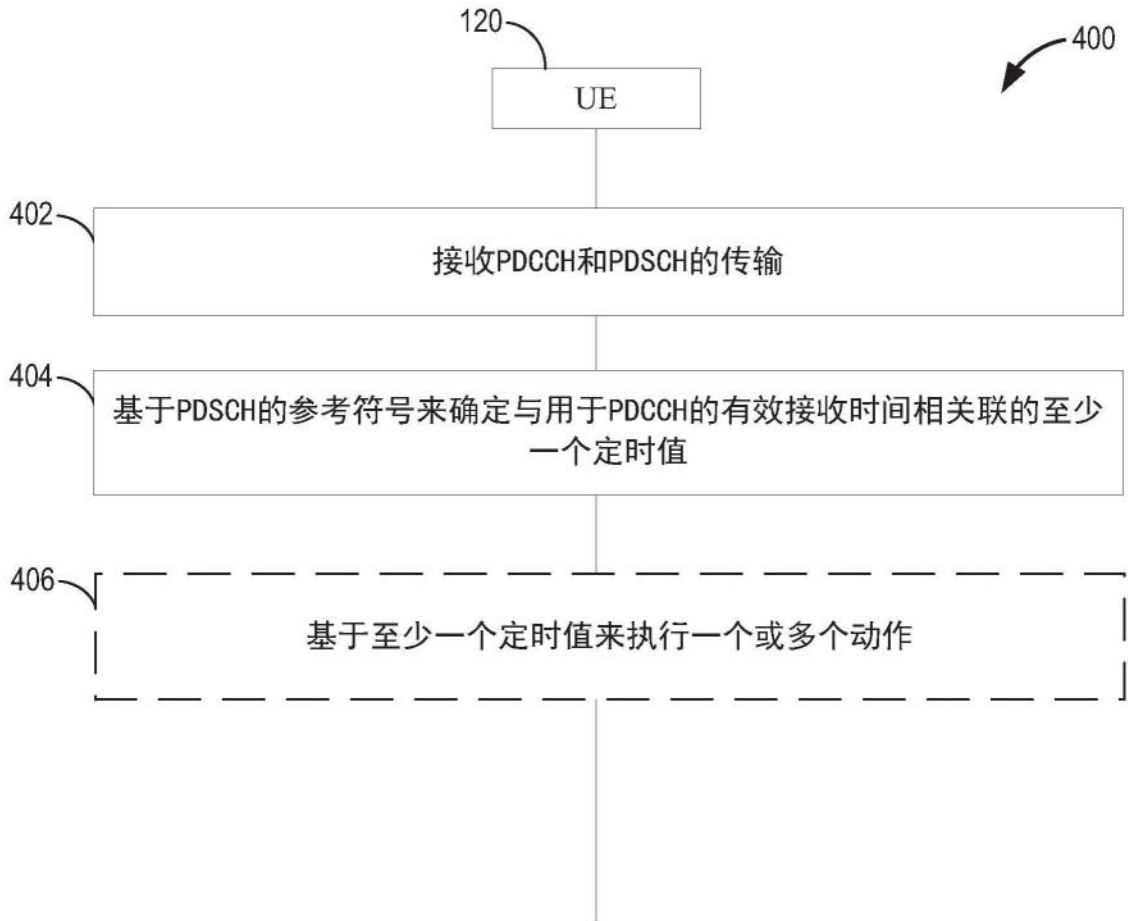 120
400
UE
402
接收PDCCH和PDSCH的传输
404
基于PDSCH的参考符号来确定与用于PDCCH的有效接收时间相关联的至少
一个定时值
406
基于至少一个定时值来执行一个或多个动作